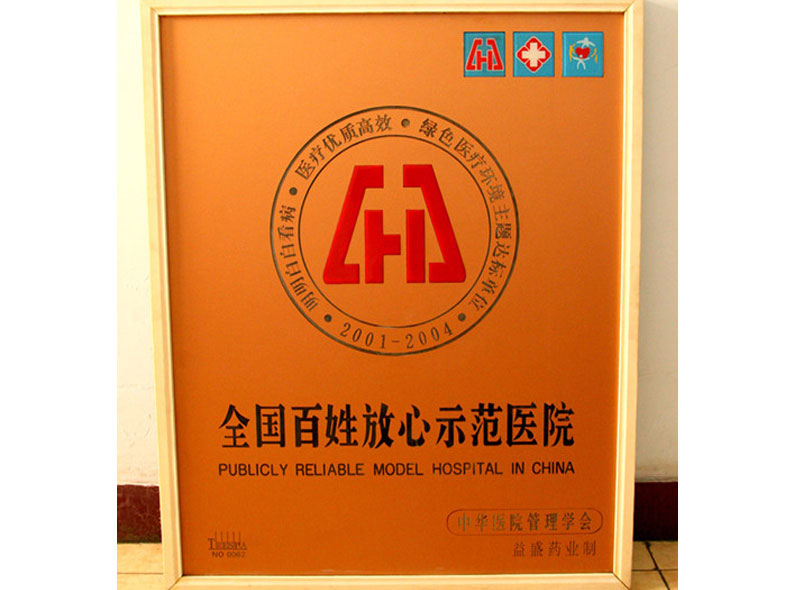 明明白白看病·医疗优质高效·绿色医疗环境主题达标单位
·2001-2004·
全国百姓放心示范医院
PUBLICLY RELIABLE MODEL HOSPITAL IN CHINA
中华医院管理学会
益盛药业制
NO 0063